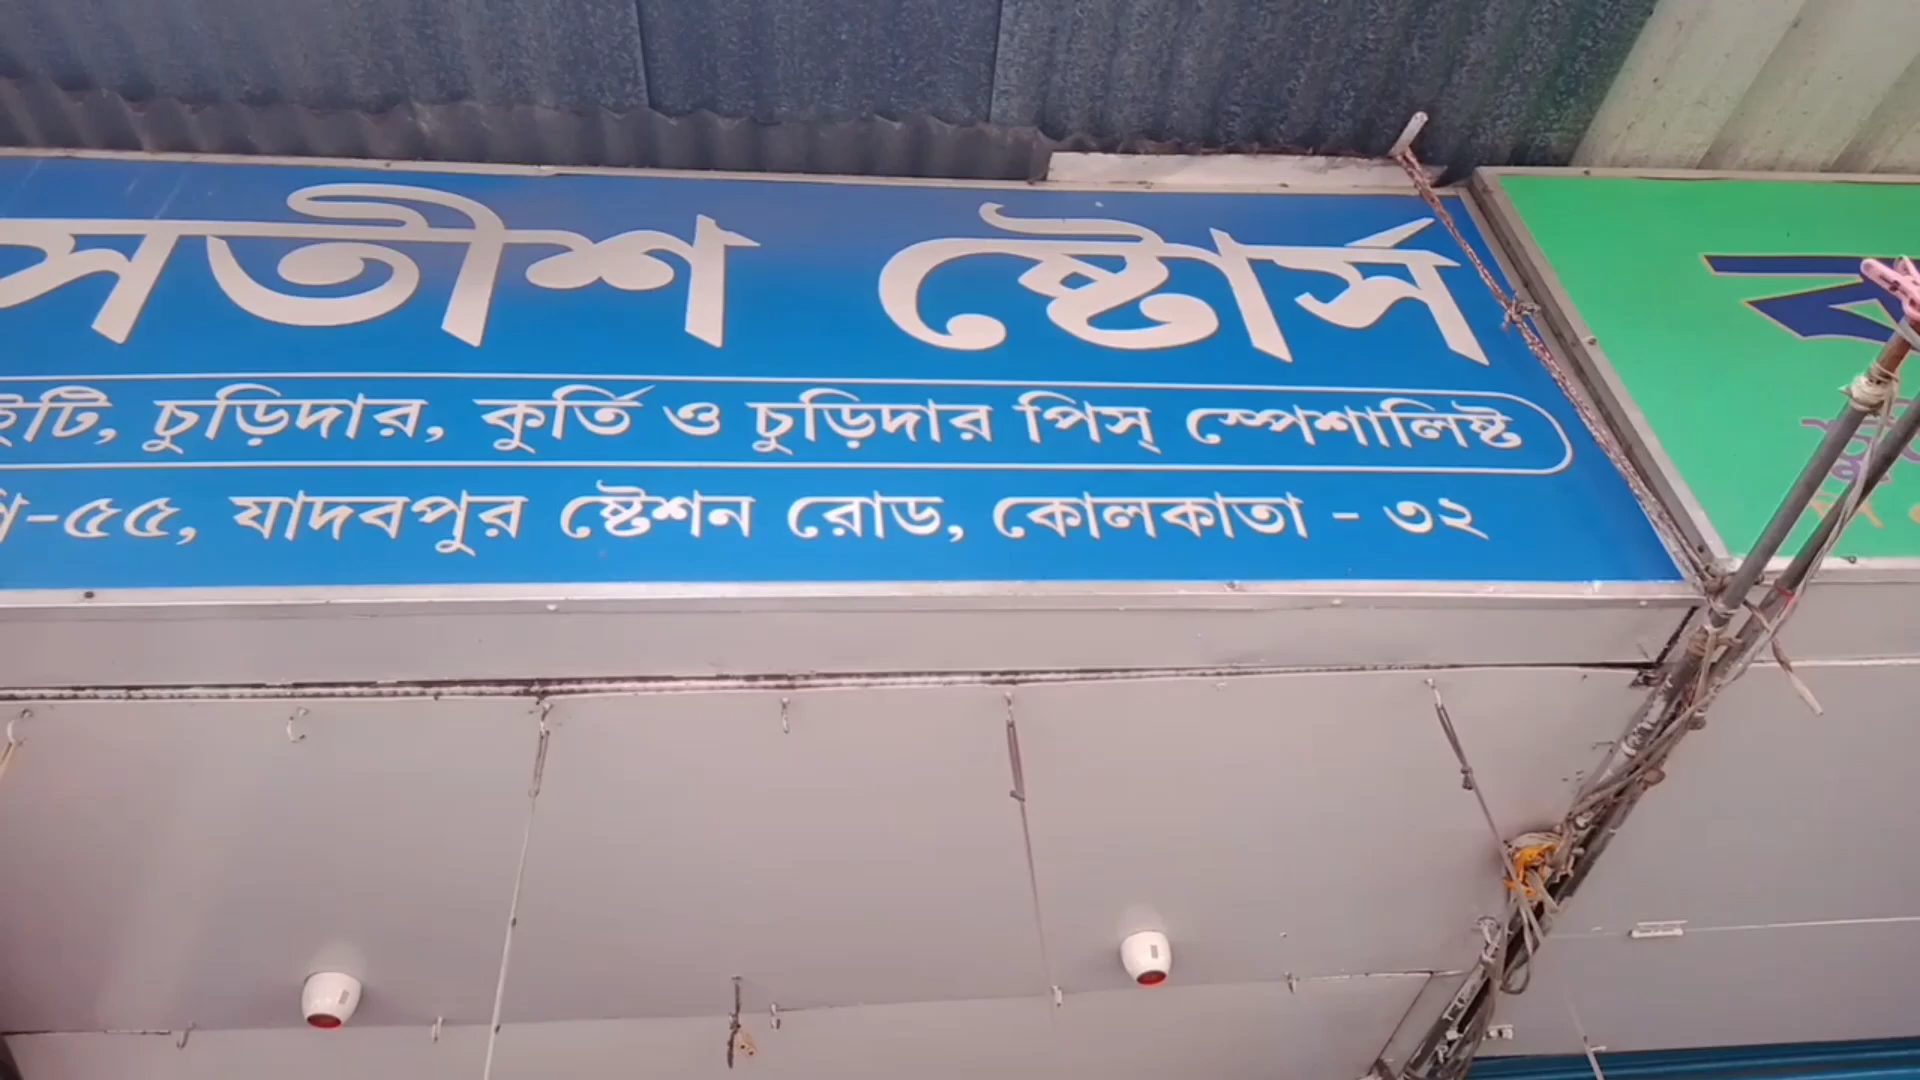 সতীশ ষ্টোর্স
চুড়িদার, কুর্তি ও চুড়িদার পিস্ স্পেশালিষ্ট
-৫৫, যাদবপুর ষ্টেশন রোড, কোলকাতা - ৩২